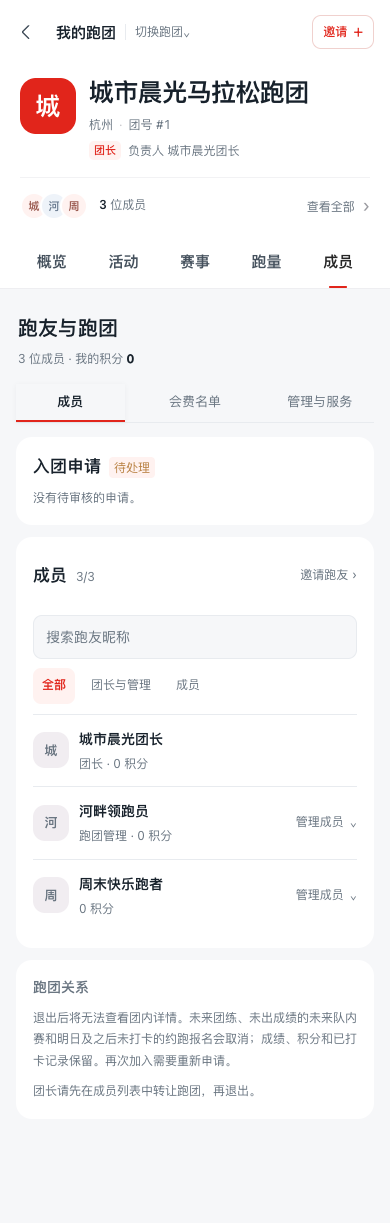 我的跑团 切换跑团 邀请 +
城 城市晨光马拉松跑团
杭州 · 团号 #1
团长 负责人 城市晨光团长
城 河 周 3 位成员 查看全部
概览 活动 赛事 跑量 成员
跑友与跑团
3 位成员 · 我的积分 0
成员 会费名单 管理与服务
入团申请 待处理
没有待审核的申请。
成员 3/3 邀请跑友 ›
搜索跑友昵称
全部 团长与管理 成员
城 城市晨光团长
团长 · 0 积分
河 河畔领跑员
跑团管理 · 0 积分 管理成员
周 周末快乐跑者
0 积分 管理成员
跑团关系
退出后将无法查看团内详情。未来团练、未出成绩的未来队内
赛和明日及之后未打卡的约跑报名会取消；成绩、积分和已打
卡记录保留。再次加入需要重新申请。
团长请先在成员列表中转让跑团，再退出。